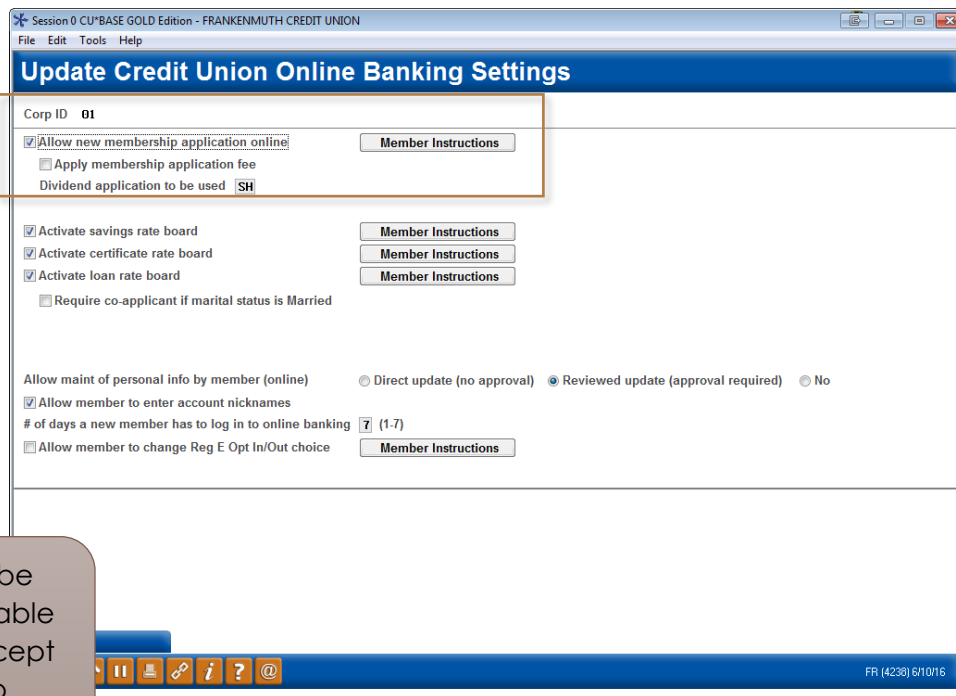 Session 0 CU*BASE GOLD Edition - FRANKENMUTH CREDIT UNION
File Edit Tools Help
Update Credit Union Online Banking Settings
Corp ID 01
Allow new membership application online Member Instructions
Apply membership application fee
Dividend application to be used SH
Activate savings rate board Member Instructions
Activate certificate rate board Member Instructions
Activate loan rate board Member Instructions
Require co-applicant if marital status is Married
Allow maint of personal info by member (online) Direct update (no approval) Reviewed update (approval required) No
Allow member to enter account nicknames
# of days a new member has to log in to online banking 7 (1-7)
Allow member to change Reg E Opt In/Out choice Member Instructions
be
able
cept
FR (4238) 6/10/16